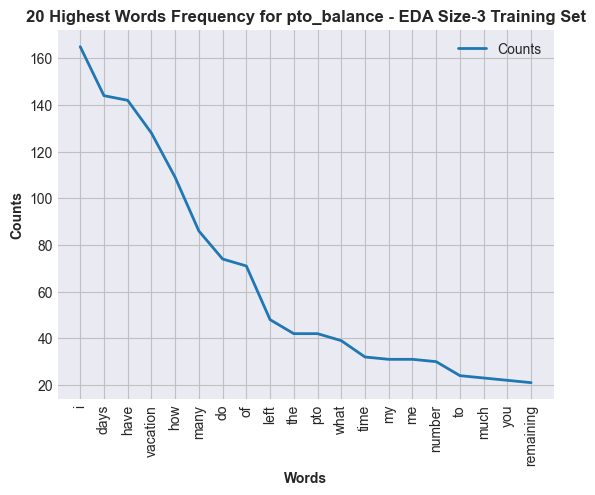 20 Highest Words Frequency for pto_balance - EDA Size-3 Training Set
Counts
160
140
120
100
80
60
40
20
Counts
i
days
have
vacation
how
many
do
of
left
the
pto
what
time
my
me
number
to
much
you
remaining
Words